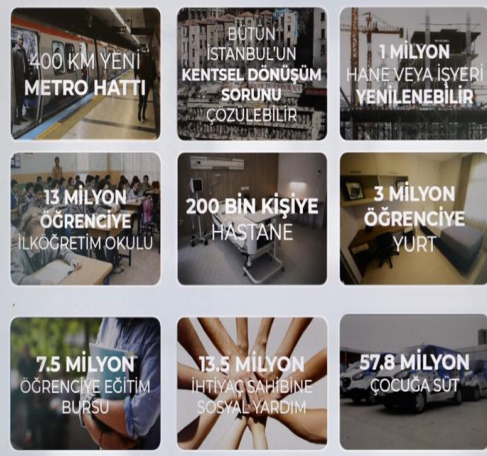 400 KM YENİ
METRO HATTI
BÜTÜN
İSTANBUL'UN
KENTSEL DÖNÜŞÜM
SORUNU
ÇÖZÜLEBİLİR
1 MİLYON
HANE VEYA İŞYERİ
YENİLENEBİLİR
13 MİLYON
ÖĞRENCİYE
İLKÖĞRETİM OKULU
200 BİN KİŞİYE
HASTANE
3 MİLYON
ÖĞRENCİYE
YURT
7.5 MİLYON
ÖĞRENCİYE EĞİTİM
BURSU
13.5 MİLYON
İHTİYAÇ SAHİBİNE
SOSYAL YARDIM
57.8 MİLYON
ÇOCUĞA SÜT